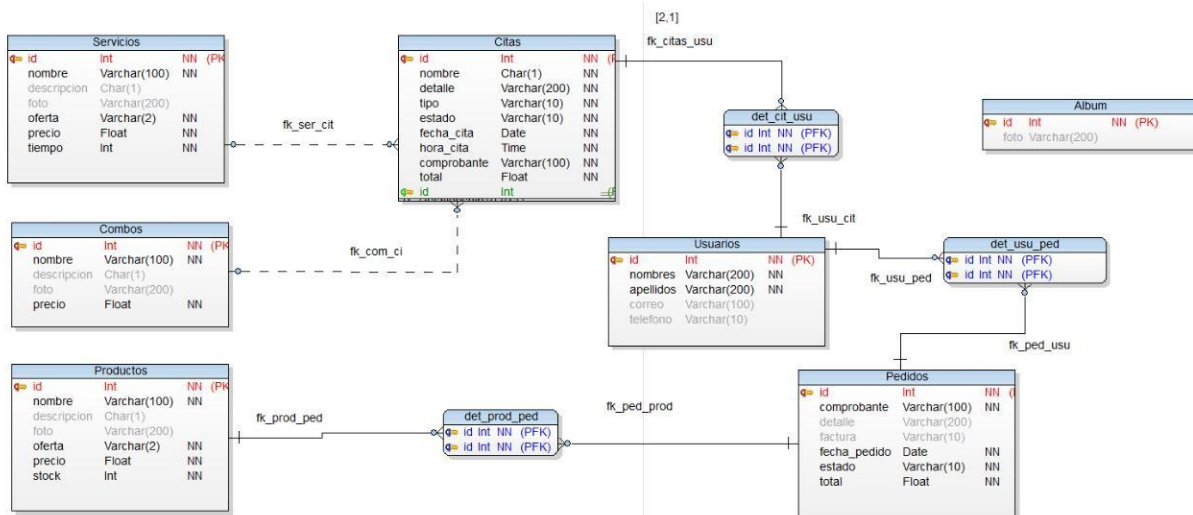 [2,1]
fk_citas_usu
Servicios
id Int NN (PK
nombre Varchar(100) NN
descripcion Char(1)
foto Varchar(200)
oferta Varchar(2) NN
precio Float NN
tiempo Int NN
fk_ser_cit
Citas
id Int NN (P
nombre Char(1) NN
detalle Varchar(200) NN
tipo Varchar(10) NN
estado Varchar(10) NN
fecha_cita Date NN
hora_cita Time NN
comprobante Varchar(100) NN
total Float NN
id Int
det_cit_usu
id Int NN (PFK)
id Int NN (PFK)
Album
id Int NN (PK)
foto Varchar(200)
Combos
id Int NN (PK
nombre Varchar(100) NN
descripcion Char(1)
foto Varchar(200)
precio Float NN
fk_com_ci
fk_usu_cit
Usuarios
id Int NN (PK)
nombres Varchar(200) NN
apellidos Varchar(200) NN
correo Varchar(100)
telefono Varchar(10)
fk_usu_ped
det_usu_ped
id Int NN (PFK)
id Int NN (PFK)
fk_ped_usu
Productos
id Int NN (PK
nombre Varchar(100) NN
descripcion Char(1)
foto Varchar(200)
oferta Varchar(2) NN
precio Float NN
stock Int NN
fk_prod_ped
det_prod_ped
id Int NN (PFK)
id Int NN (PFK)
fk_ped_prod
Pedidos
id Int NN (
comprobante Varchar(100) NN
detalle Varchar(200)
factura Varchar(10)
fecha_pedido Date NN
estado Varchar(10) NN
total Float NN